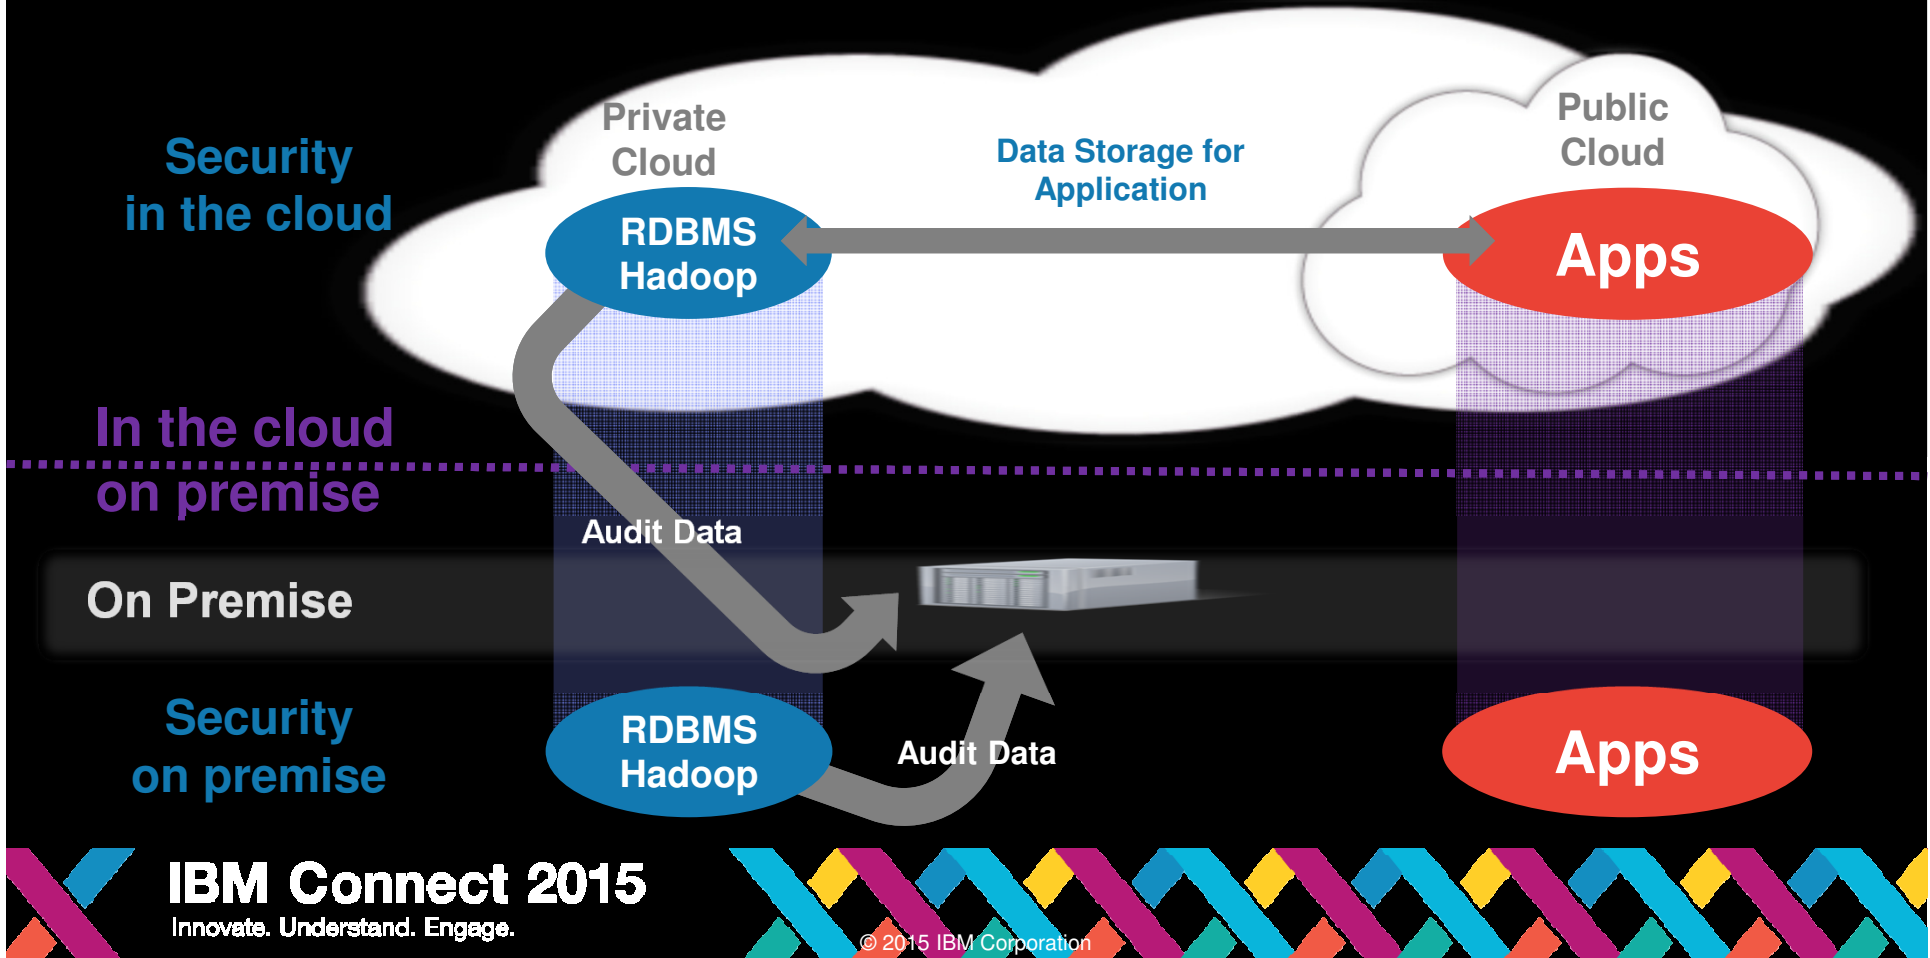 Private
Cloud
Public
Cloud
Security
in the cloud
Data Storage for
Application
RDBMS
Hadoop
Apps
In the cloud
on premise
Audit Data
On Premise
Security
on premise
RDBMS
Hadoop
Audit Data
Apps
IBM Connect 2015
Innovate. Understand. Engage.
© 2015 IBM Corporation